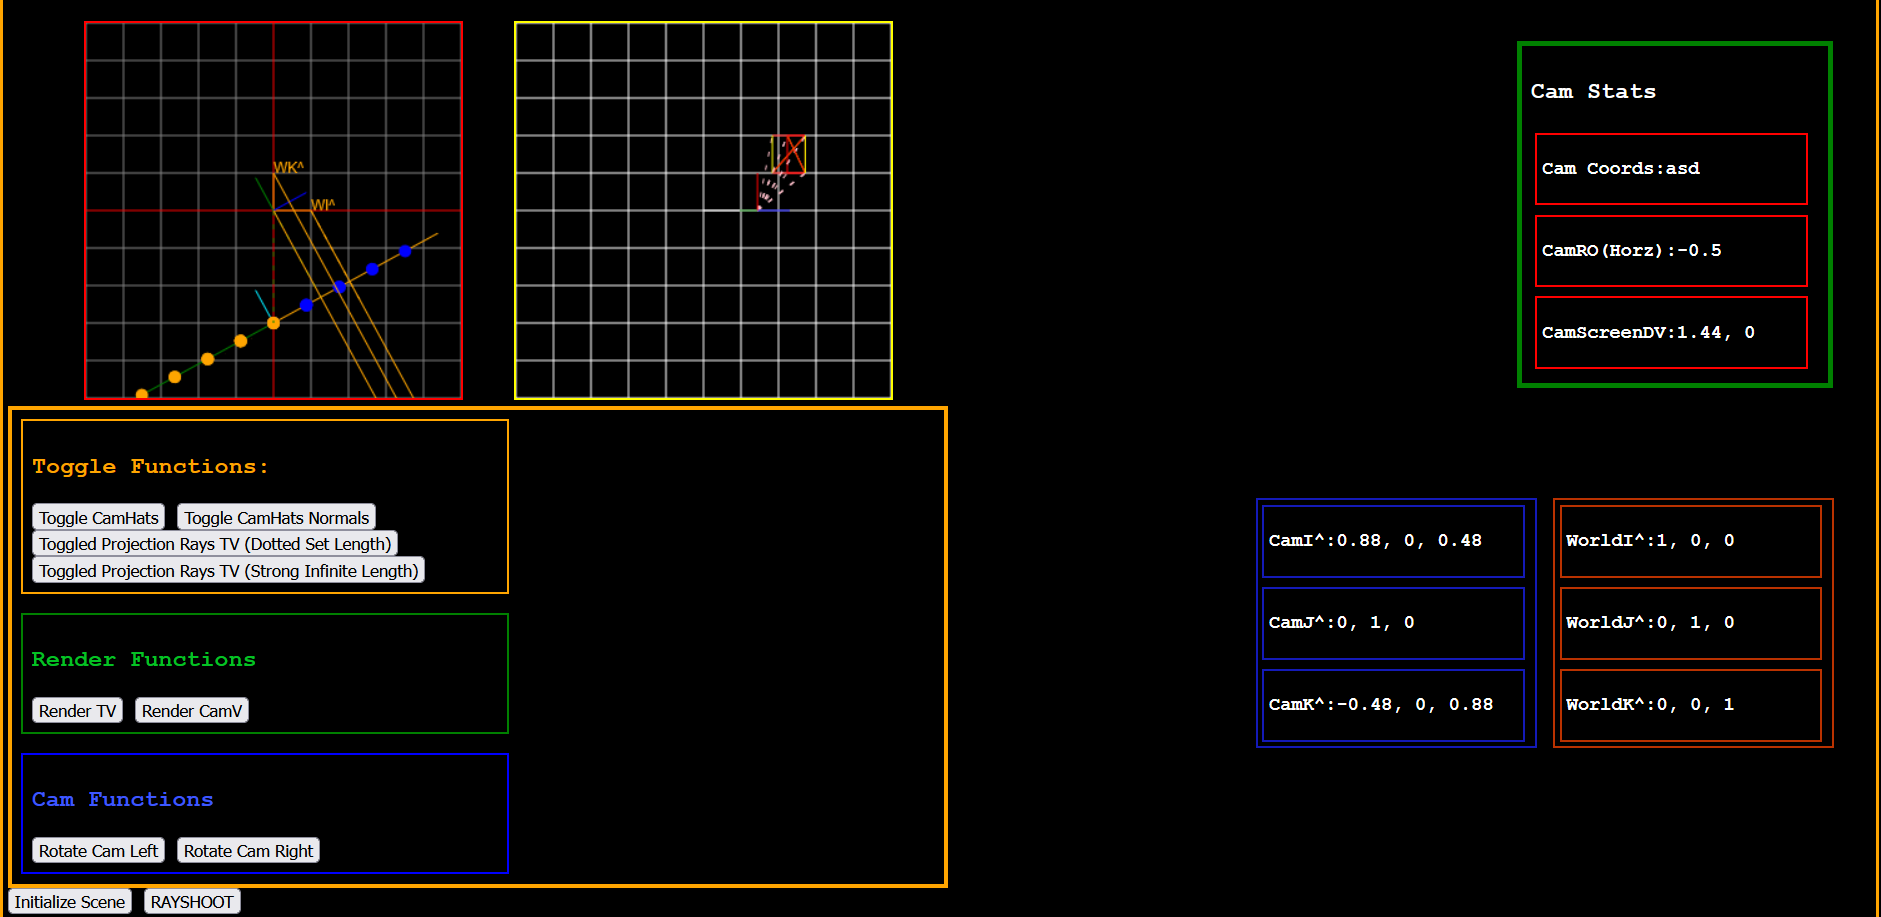 WK^
WI^
Cam Stats
Cam Coords:asd
CamRO(Horz):-0.5
CamScreenDV:1.44, 0
Toggle Functions:
Toggle CamHats
Toggle CamHats Normals
Toggled Projection Rays TV (Dotted Set Length)
Toggled Projection Rays TV (Strong Infinite Length)
Render Functions
Render TV
Render CamV
Cam Functions
Rotate Cam Left
Rotate Cam Right
Initialize Scene
RAYSHOOT
CamI^:0.88, 0, 0.48
CamJ^:0, 1, 0
CamK^:-0.48, 0, 0.88
WorldI^:1, 0, 0
WorldJ^:0, 1, 0
WorldK^:0, 0, 1